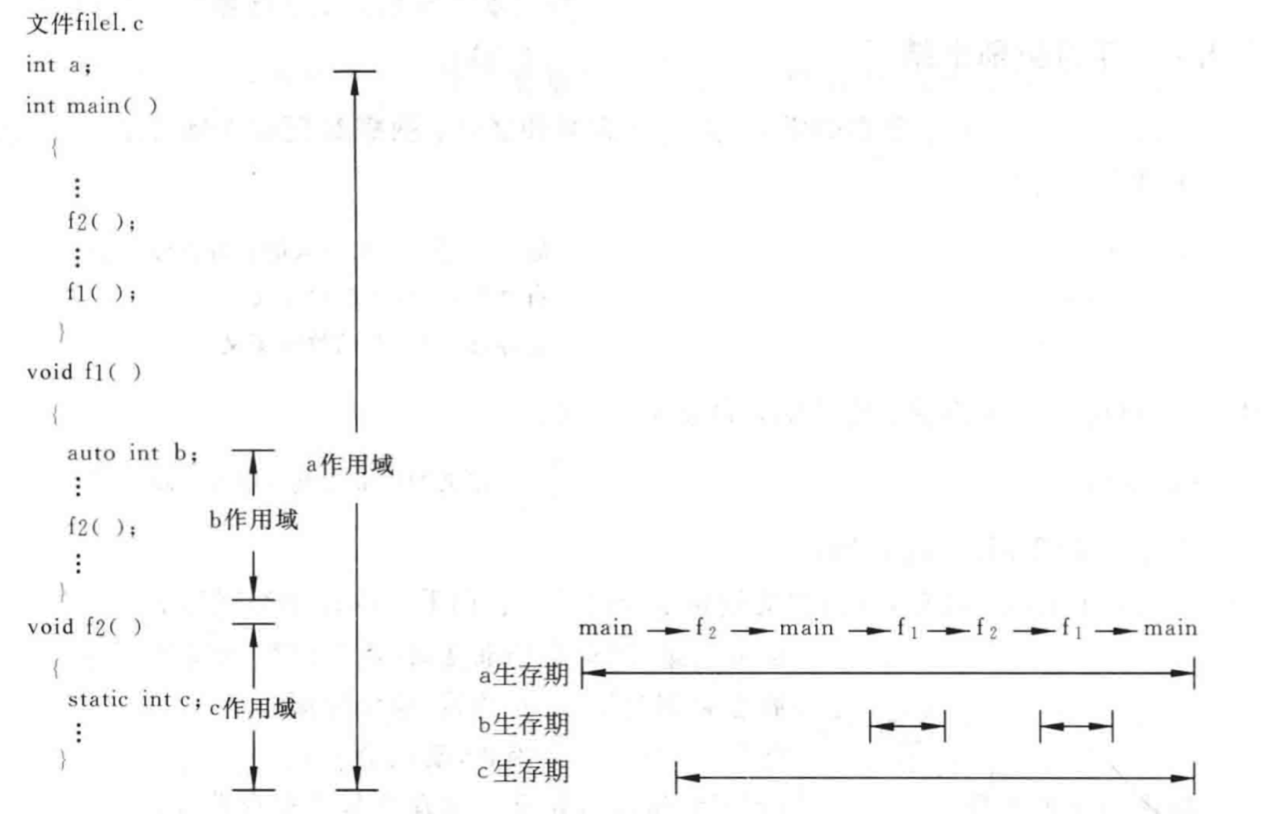 文件file1.c
int a;
int main( )
{
⋮
f2( );
⋮
f1( );
}
void f1( )
{
auto int b;
⋮
f2( );
⋮
}
void f2( )
{
static int c;
⋮
}
a作用域
b作用域
c作用域
main f₂ main f₁ f₂ f₁ main
a生存期
b生存期
c生存期